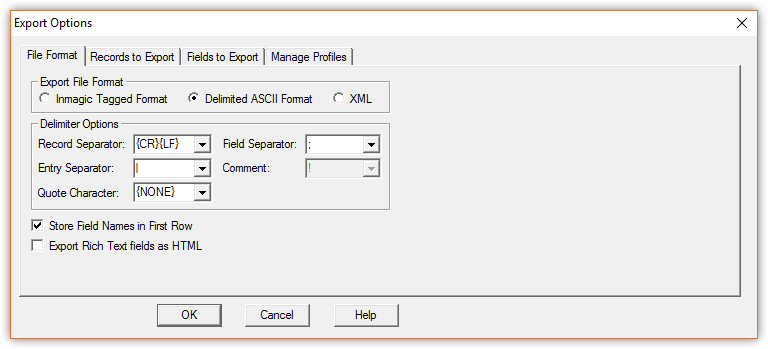 Export Options
File Format Records to Export Fields to Export Manage Profiles
Export File Format
Inmagic Tagged Format Delimited ASCII Format XML
Delimiter Options
Record Separator: {CR}{LF} Field Separator: ;
Entry Separator: | Comment: !
Quote Character: {NONE}
Store Field Names in First Row
Export Rich Text fields as HTML
OK Cancel Help